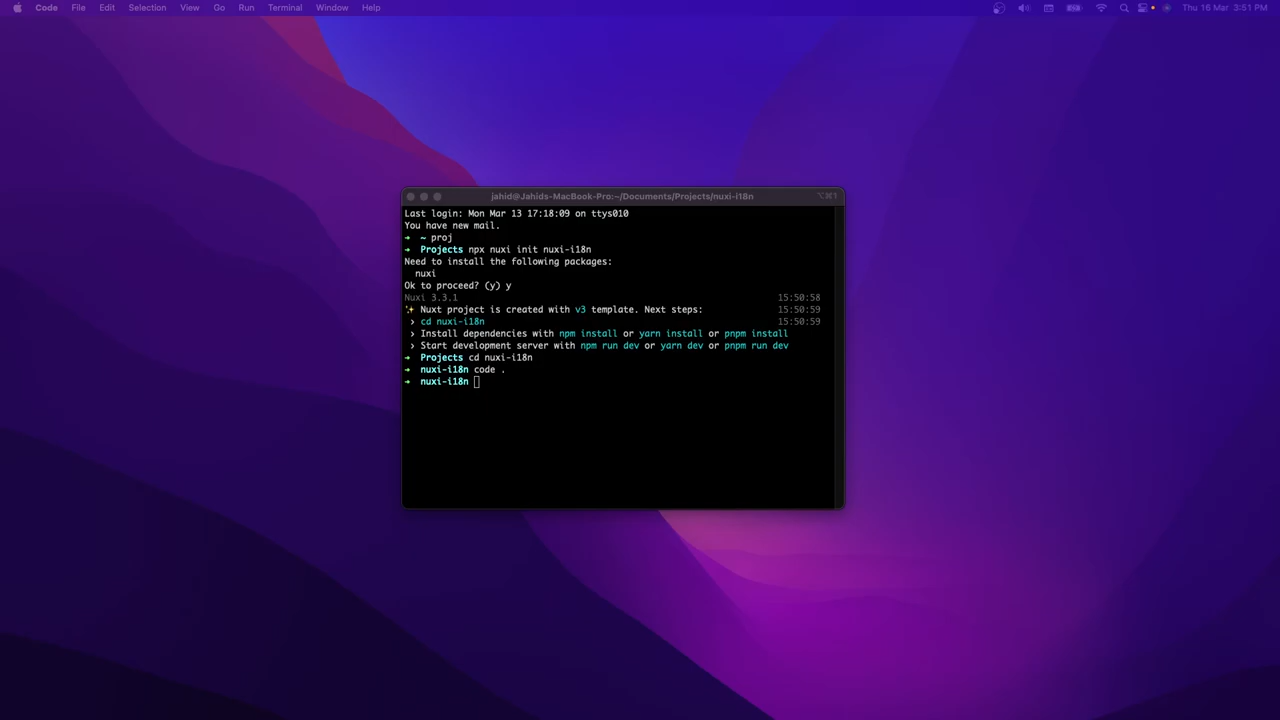 Code File Edit Selection View Go Run Terminal Window Help Thu 16 Mar 3:51 PM
jahid@Jahids-MacBook-Pro:~/Documents/Projects/nuxi-i18n ⌥⌘1
Last login: Mon Mar 13 17:18:09 on ttys010
You have new mail.
➜ ~ proj
➜ Projects npx nuxi init nuxi-i18n
Need to install the following packages:
nuxi
Ok to proceed? (y) y
Nuxi 3.3.1 15:50:58
✨ Nuxt project is created with v3 template. Next steps: 15:50:59
› cd nuxi-i18n 15:50:59
› Install dependencies with npm install or yarn install or pnpm install
› Start development server with npm run dev or yarn dev or pnpm run dev
➜ Projects cd nuxi-i18n
➜ nuxi-i18n code .
➜ nuxi-i18n